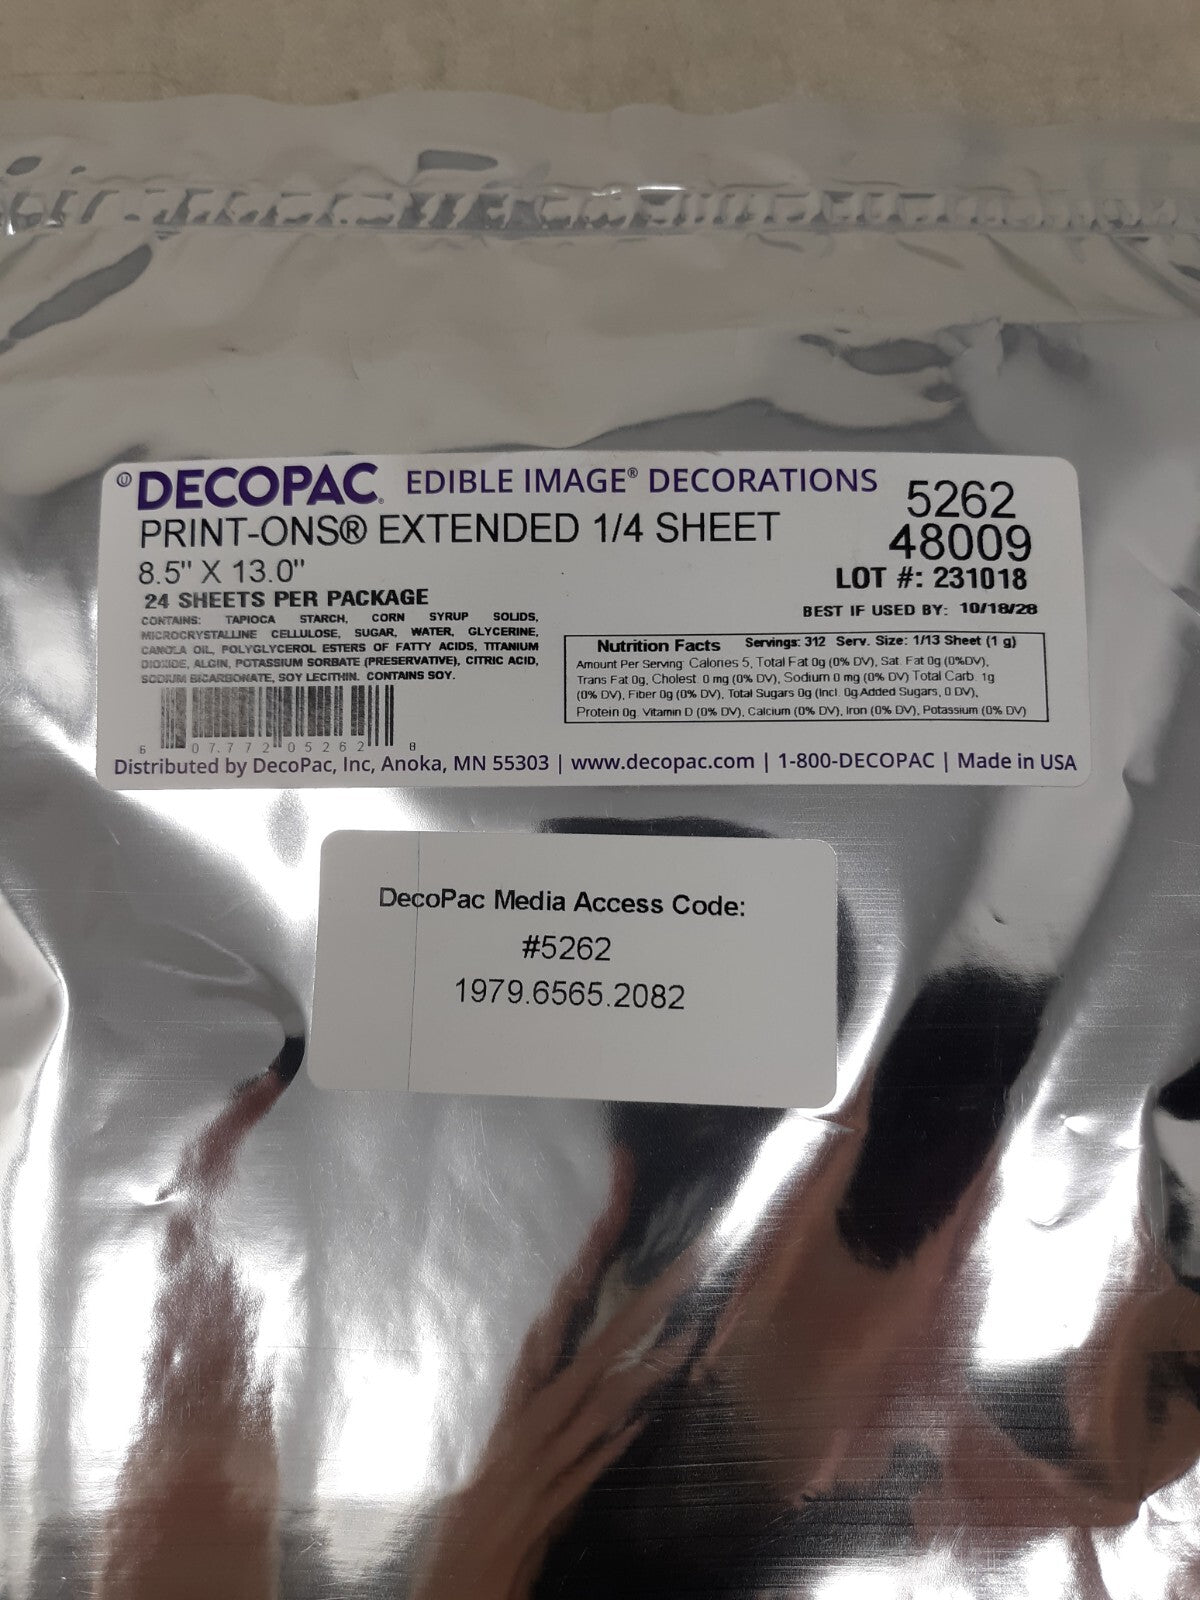 Ⓤ DECOPAC® EDIBLE IMAGE® DECORATIONS
PRINT-ONS® EXTENDED 1/4 SHEET
8.5" X 13.0"
24 SHEETS PER PACKAGE
CONTAINS: TAPIOCA STARCH, CORN SYRUP SOLIDS,
MICROCRYSTALLINE CELLULOSE, SUGAR, WATER, GLYCERINE,
CANOLA OIL, POLYGLYCEROL ESTERS OF FATTY ACIDS, TITANIUM
DIOXIDE, ALGIN, POTASSIUM SORBATE (PRESERVATIVE), CITRIC ACID,
SODIUM BICARBONATE, SOY LECITHIN. CONTAINS SOY.
5262
48009
LOT #: 231018
BEST IF USED BY: 10/18/28
Nutrition Facts Servings: 312 Serv. Size: 1/13 Sheet (1 g)
Amount Per Serving: Calories 5, Total Fat 0g (0% DV), Sat. Fat 0g (0%DV),
Trans Fat 0g, Cholest. 0 mg (0% DV), Sodium 0 mg (0% DV) Total Carb. 1g
(0% DV), Fiber 0g (0% DV), Total Sugars 0g (Incl. 0g Added Sugars, 0 DV),
Protein 0g. Vitamin D (0% DV), Calcium (0% DV), Iron (0% DV), Potassium (0% DV)
6 07772 05262 8
Distributed by DecoPac, Inc, Anoka, MN 55303 | www.decopac.com | 1-800-DECOPAC | Made in USA
DecoPac Media Access Code:
#5262
1979.6565.2082